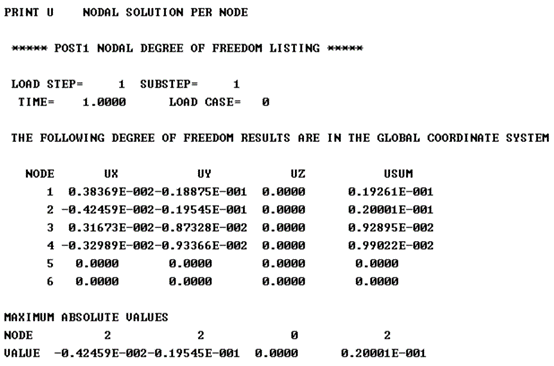 PRINT U NODAL SOLUTION PER NODE
***** POST1 NODAL DEGREE OF FREEDOM LISTING *****
LOAD STEP= 1 SUBSTEP= 1
TIME= 1.0000 LOAD CASE= 0
THE FOLLOWING DEGREE OF FREEDOM RESULTS ARE IN THE GLOBAL COORDINATE SYSTEM
NODE UX UY UZ USUM
1 0.38369E-002-0.18875E-001 0.0000 0.19261E-001
2 -0.42459E-002-0.19545E-001 0.0000 0.20001E-001
3 0.31673E-002-0.87328E-002 0.0000 0.92895E-002
4 -0.32989E-002-0.93366E-002 0.0000 0.99022E-002
5 0.0000 0.0000 0.0000 0.0000
6 0.0000 0.0000 0.0000 0.0000
MAXIMUM ABSOLUTE VALUES
NODE 2 2 0 2
VALUE -0.42459E-002-0.19545E-001 0.0000 0.20001E-001